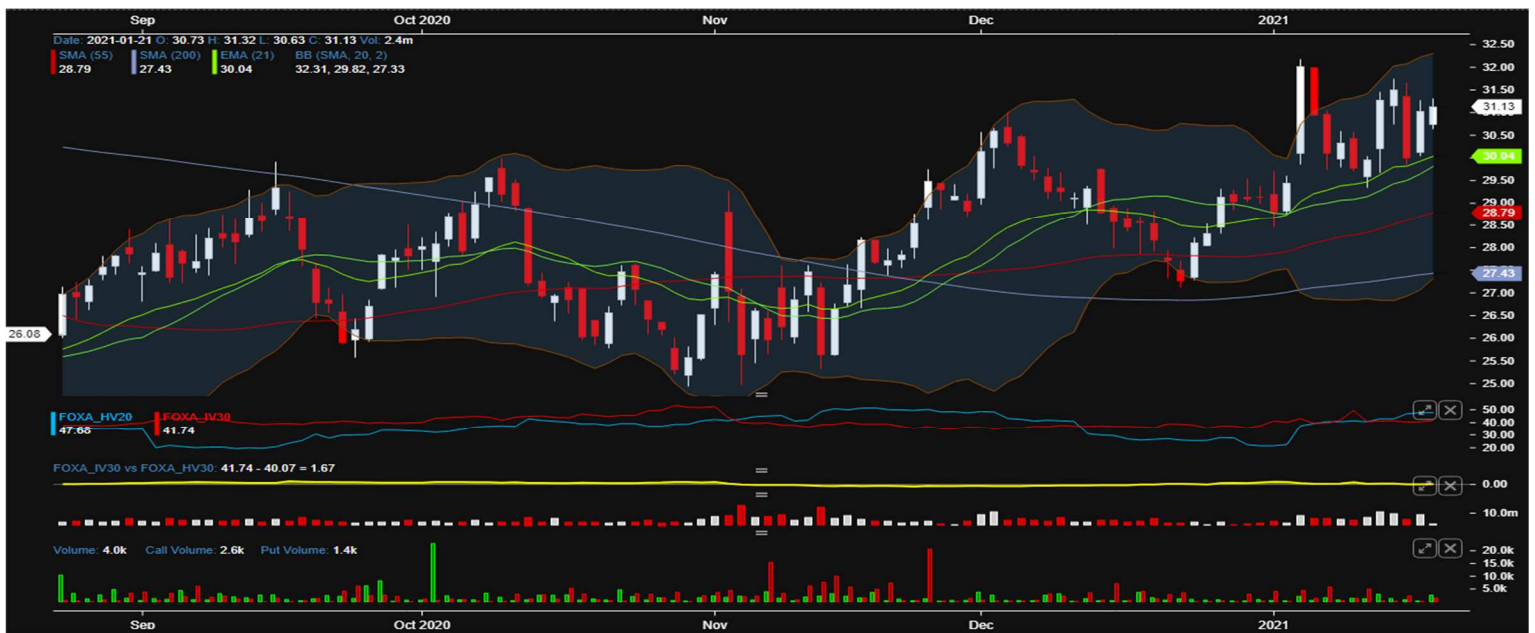 Sep Oct 2020 Nov Dec 2021
Date: 2021-01-21 O: 30.73 H: 31.32 L: 30.63 C: 31.13 Vol: 2.4m
SMA (55) SMA (200) EMA (21) BB (SMA, 20, 2)
28.79 27.43 30.04 32.31, 29.82, 27.33
32.50
32.00
31.50
31.13
30.50
30.04
29.50
29.00
28.79
28.50
28.00
27.43
27.00
26.50
26.08
26.00
25.50
25.00
FOXA_HV20 FOXA_IV30
47.68 41.74
50.00
40.00
30.00
20.00
FOXA_IV30 vs FOXA_HV30: 41.74 - 40.07 = 1.67
0.00
10.0m
Volume: 4.0k Call Volume: 2.6k Put Volume: 1.4k
20.0k
15.0k
10.0k
5.0k
Sep Oct 2020 Nov Dec 2021